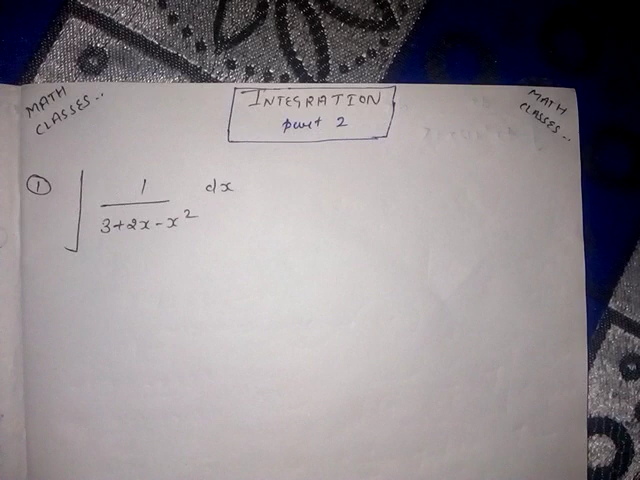 MATH
CLASSES..
INTEGRATION
part 2
MATH
CLASSES..
① ∫ 1/(3+2x-x²) dx